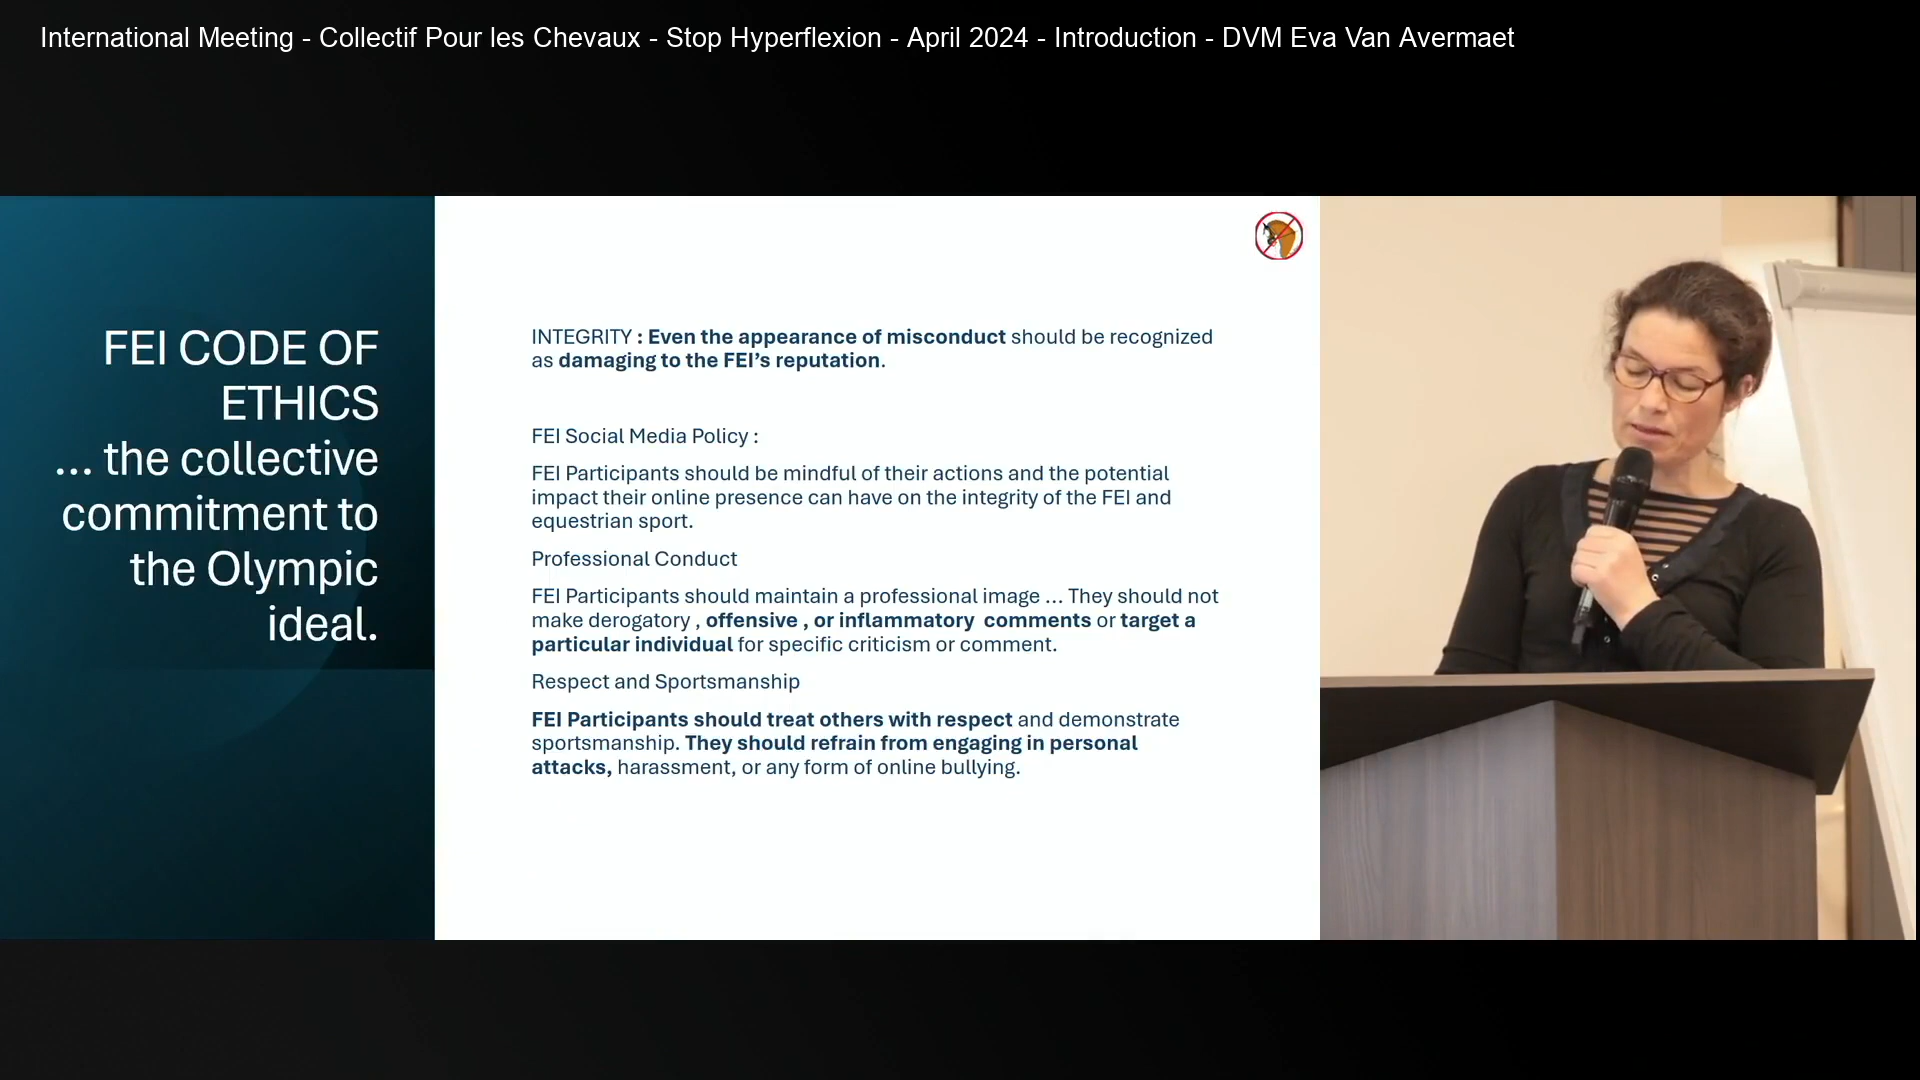 International Meeting - Collectif Pour les Chevaux - Stop Hyperflexion - April 2024 - Introduction - DVM Eva Van Avermaet
FEI CODE OF
ETHICS
... the collective
commitment to
the Olympic
ideal.
INTEGRITY : Even the appearance of misconduct should be recognized
as damaging to the FEI’s reputation.
FEI Social Media Policy :
FEI Participants should be mindful of their actions and the potential
impact their online presence can have on the integrity of the FEI and
equestrian sport.
Professional Conduct
FEI Participants should maintain a professional image ... They should not
make derogatory , offensive , or inflammatory comments or target a
particular individual for specific criticism or comment.
Respect and Sportsmanship
FEI Participants should treat others with respect and demonstrate
sportsmanship. They should refrain from engaging in personal
attacks, harassment, or any form of online bullying.